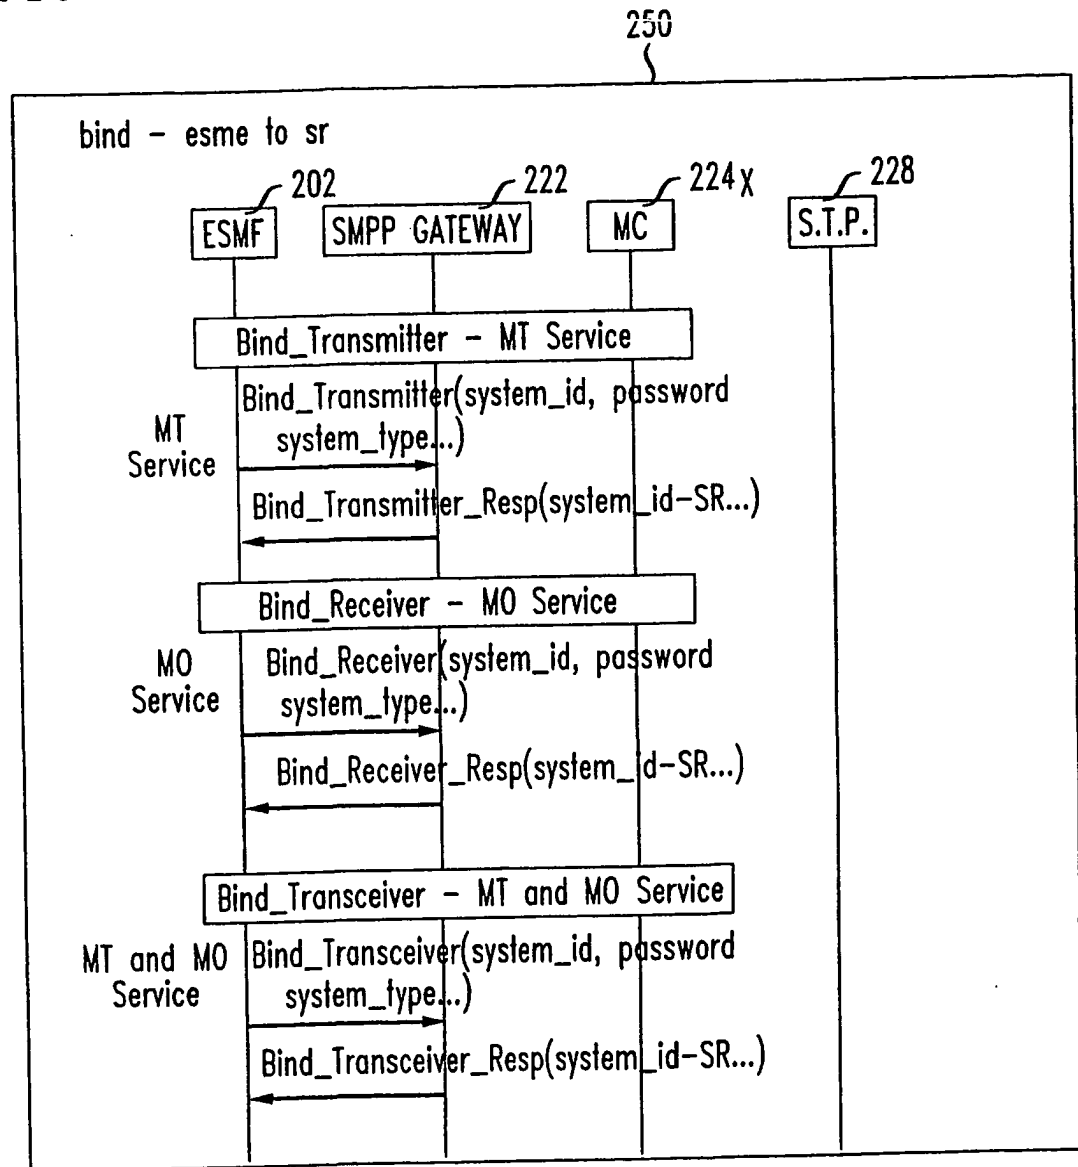 250
bind - esme to sr
202
222
224x
228
ESMF
SMPP GATEWAY
MC
S.T.P.
Bind_Transmitter - MT Service
Bind_Transmitter(system_id, password
system_type...)
MT
Service
Bind_Transmitter_Resp(system_id-SR...)
Bind_Receiver - MO Service
Bind_Receiver(system_id, password
system_type...)
MO
Service
Bind_Receiver_Resp(system_id-SR...)
Bind_Transceiver - MT and MO Service
Bind_Transceiver(system_id, password
system_type...)
MT and MO
Service
Bind_Transceiver_Resp(system_id-SR...)